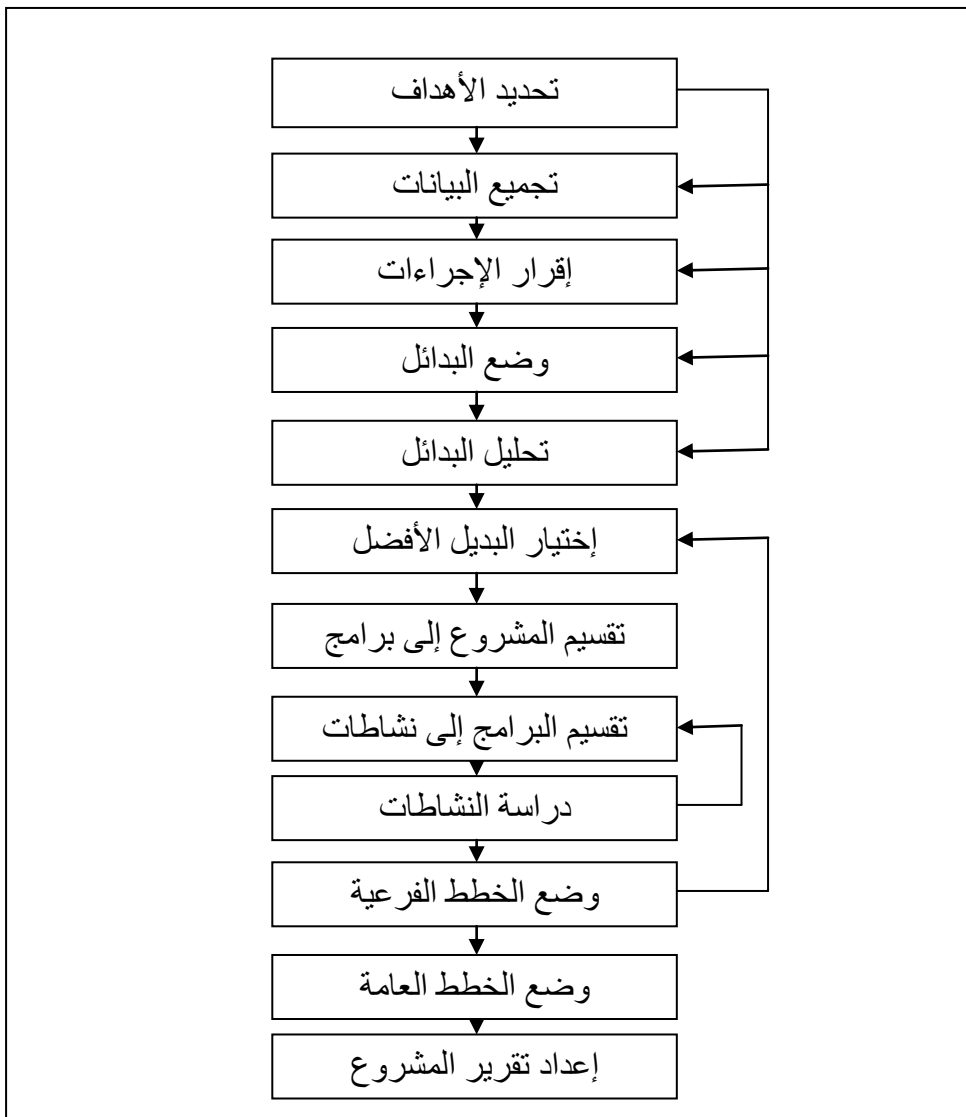 تحديد الأهداف
تجميع البيانات
إقرار الإجراءات
وضع البدائل
تحليل البدائل
إختيار البديل الأفضل
تقسيم المشروع إلى برامج
تقسيم البرامج إلى نشاطات
دراسة النشاطات
وضع الخطط الفرعية
وضع الخطط العامة
إعداد تقرير المشروع